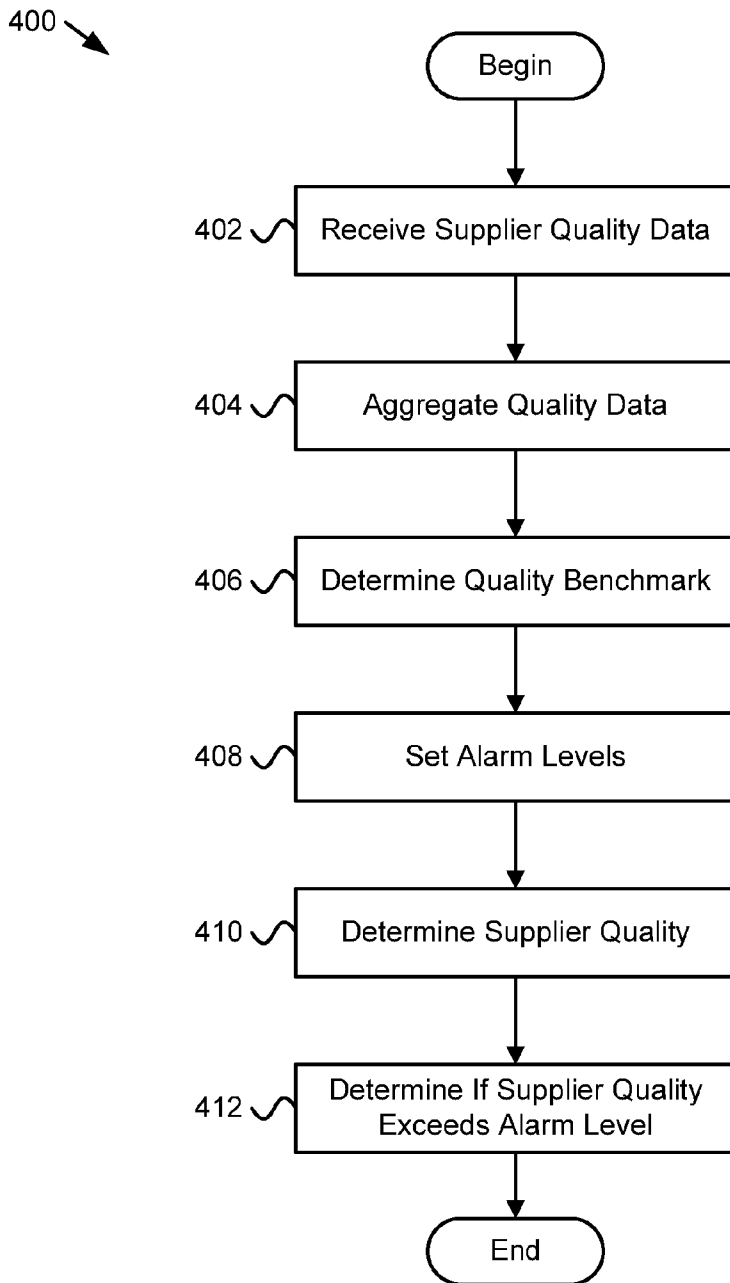 400
Begin
402
Receive Supplier Quality Data
404
Aggregate Quality Data
406
Determine Quality Benchmark
408
Set Alarm Levels
410
Determine Supplier Quality
412
Determine If Supplier Quality
Exceeds Alarm Level
End